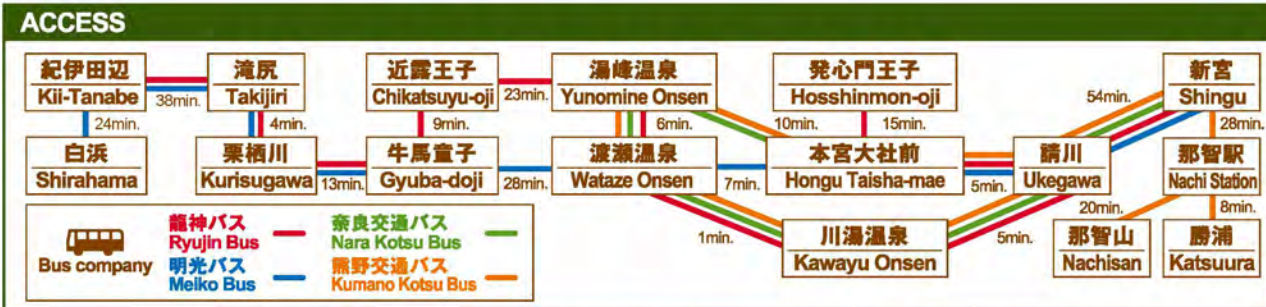 ACCESS
紀伊田辺
Kii-Tanabe
38min.
滝尻
Takijiri
近露王子
Chikatsuyu-oji
23min.
湯峰温泉
Yunomine Onsen
発心門王子
Hosshinmon-oji
54min.
新宮
Shingu
24min.
4min.
9min.
6min.
10min.
15min.
28min.
白浜
Shirahama
栗栖川
Kurisugawa
13min.
牛馬童子
Gyuba-doji
28min.
渡瀬温泉
Wataze Onsen
7min.
本宮大社前
Hongu Taisha-mae
5min.
請川
Ukegawa
那智駅
Nachi Station
20min.
8min.
Bus company
龍神バス
Ryujin Bus
奈良交通バス
Nara Kotsu Bus
明光バス
Meiko Bus
熊野交通バス
Kumano Kotsu Bus
1min.
川湯温泉
Kawayu Onsen
5min.
那智山
Nachisan
勝浦
Katsuura